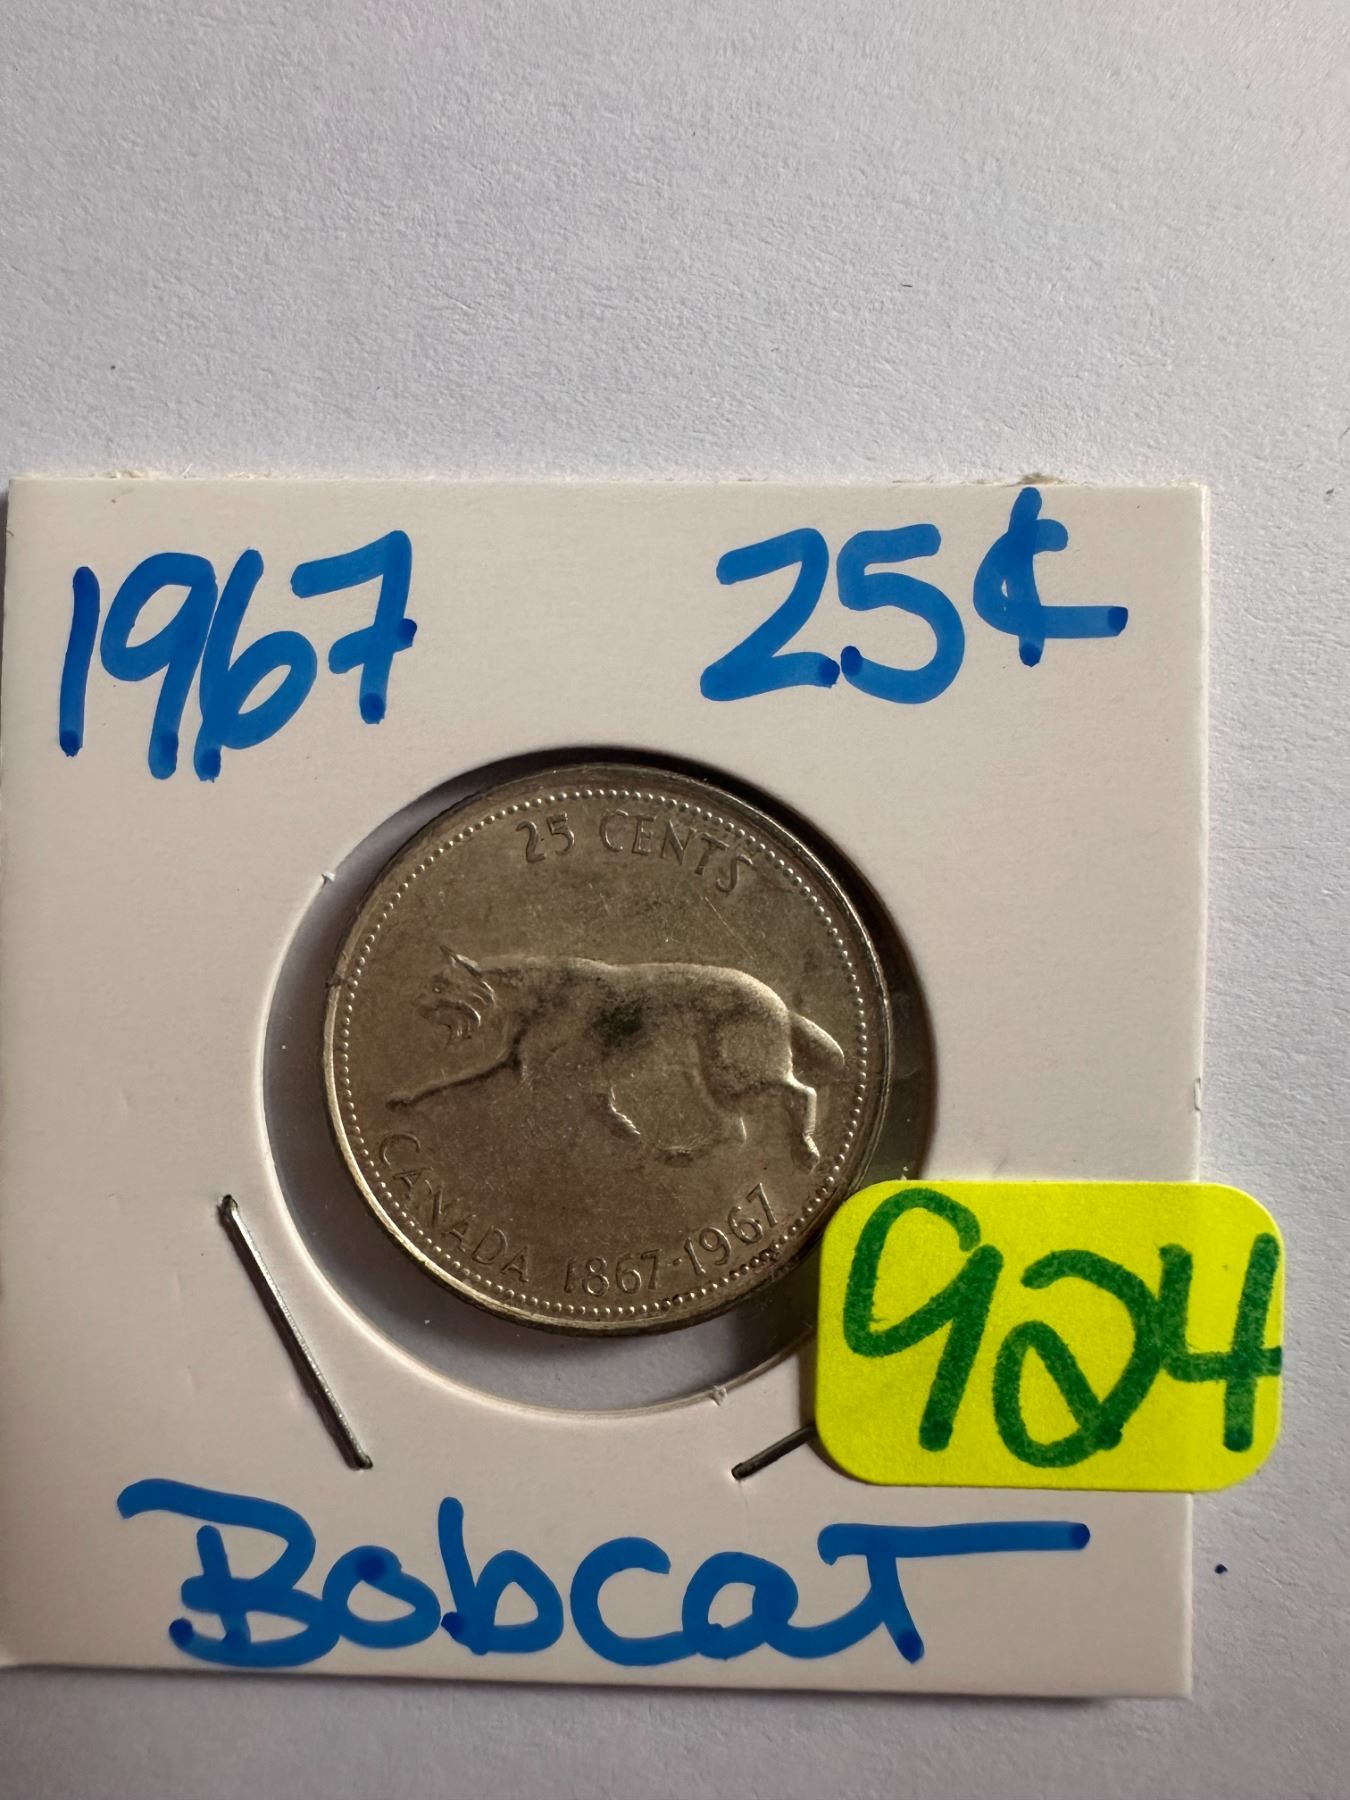 1967 25¢
25 CENTS
CANADA 1867·1967
924
Bobcat